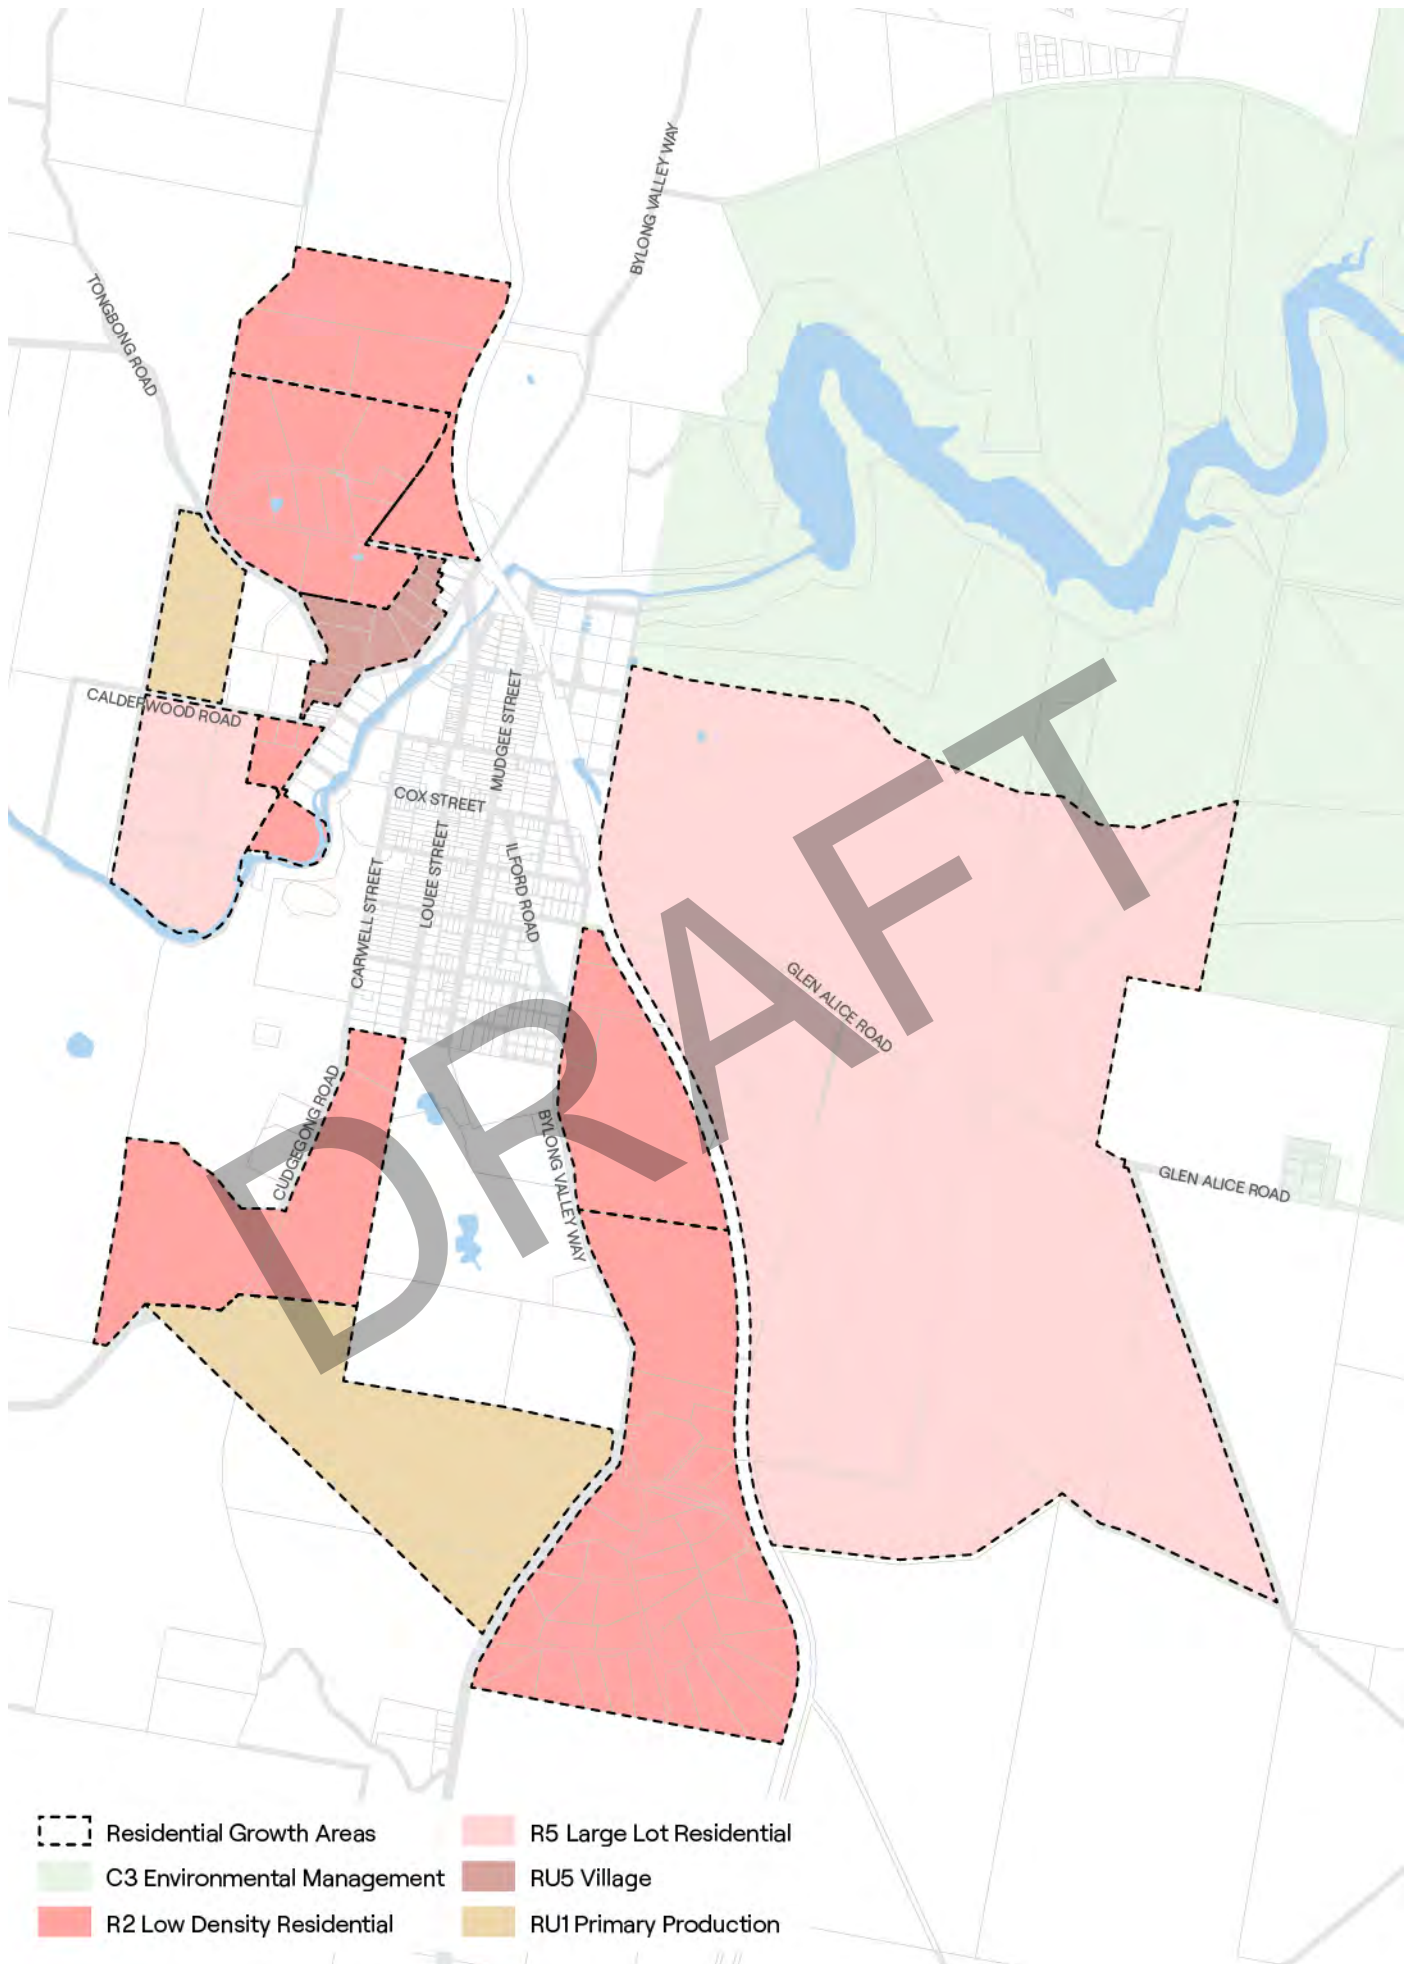 BYLONG VALLEY WAY
TONGBONG ROAD
CALDERWOOD ROAD
MUDGEE STREET
COX STREET
LOUEE STREET
ILFORD ROAD
CARWELL STREET
GLEN ALICE ROAD
CUDGEGONG ROAD
BYLONG VALLEY WAY
GLEN ALICE ROAD
DRAFT
Residential Growth Areas
C3 Environmental Management
R2 Low Density Residential
R5 Large Lot Residential
RU5 Village
RU1 Primary Production